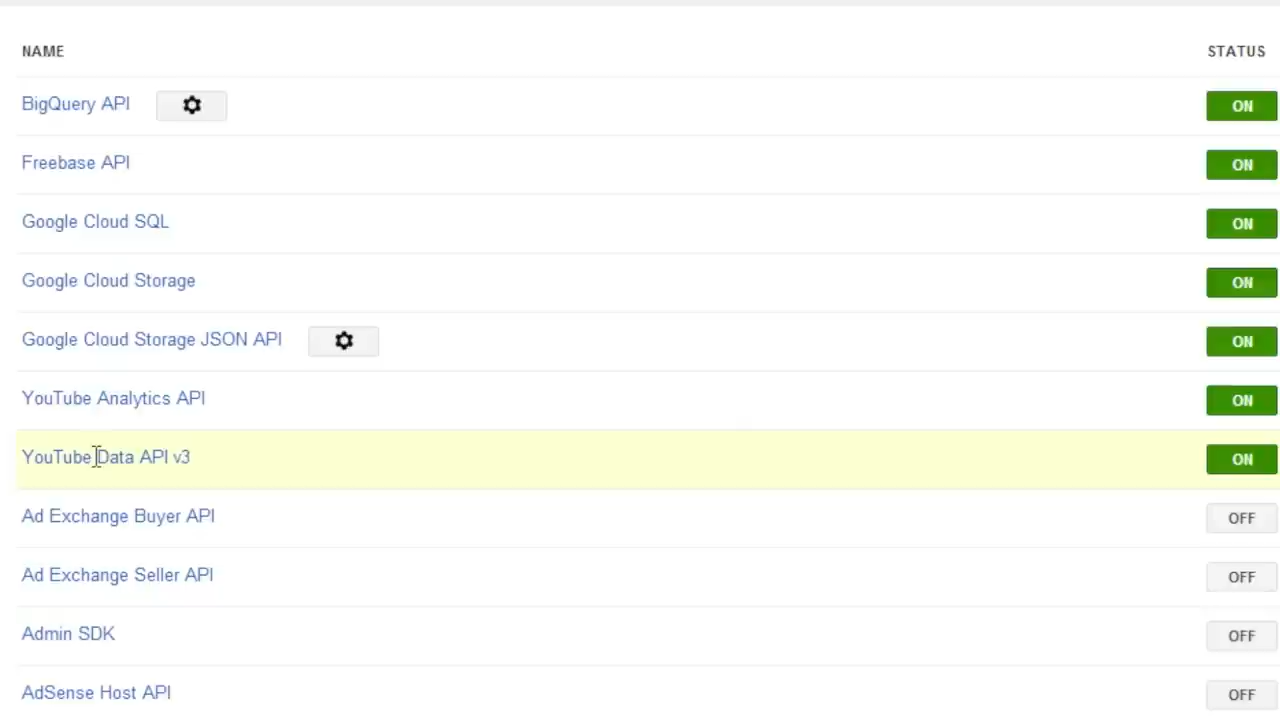 NAME STATUS
BigQuery API ON
Freebase API ON
Google Cloud SQL ON
Google Cloud Storage ON
Google Cloud Storage JSON API ON
YouTube Analytics API ON
YouTube Data API v3 ON
Ad Exchange Buyer API OFF
Ad Exchange Seller API OFF
Admin SDK OFF
AdSense Host API OFF